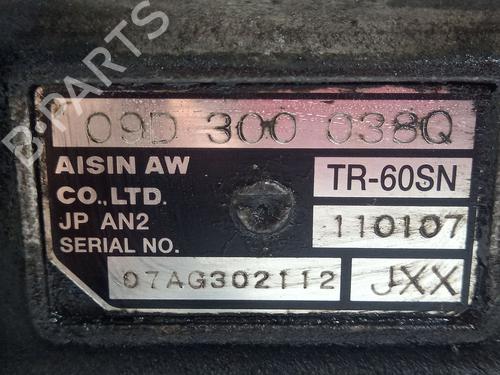 B-PARTS
09D 300 038Q
AISIN AW
CO.,LTD.
JP AN2
SERIAL NO.
TR-60SN
110107
07AG302112
JXX